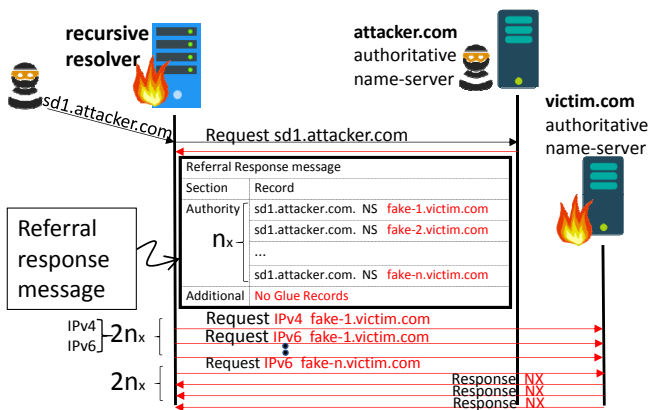 recursive
resolver
attacker.com
authoritative
name-server
victim.com
authoritative
name-server
sd1.attacker.com
Request sd1.attacker.com
Referral Response message
Section Record
Authority sd1.attacker.com. NS fake-1.victim.com
nx sd1.attacker.com. NS fake-2.victim.com
...
sd1.attacker.com. NS fake-n.victim.com
Additional No Glue Records
Referral
response
message
Request IPv4 fake-1.victim.com
IPv4
IPv6
2nx
Request IPv6 fake-1.victim.com
Request IPv6 fake-n.victim.com
2nx
Response NX
Response NX
Response NX